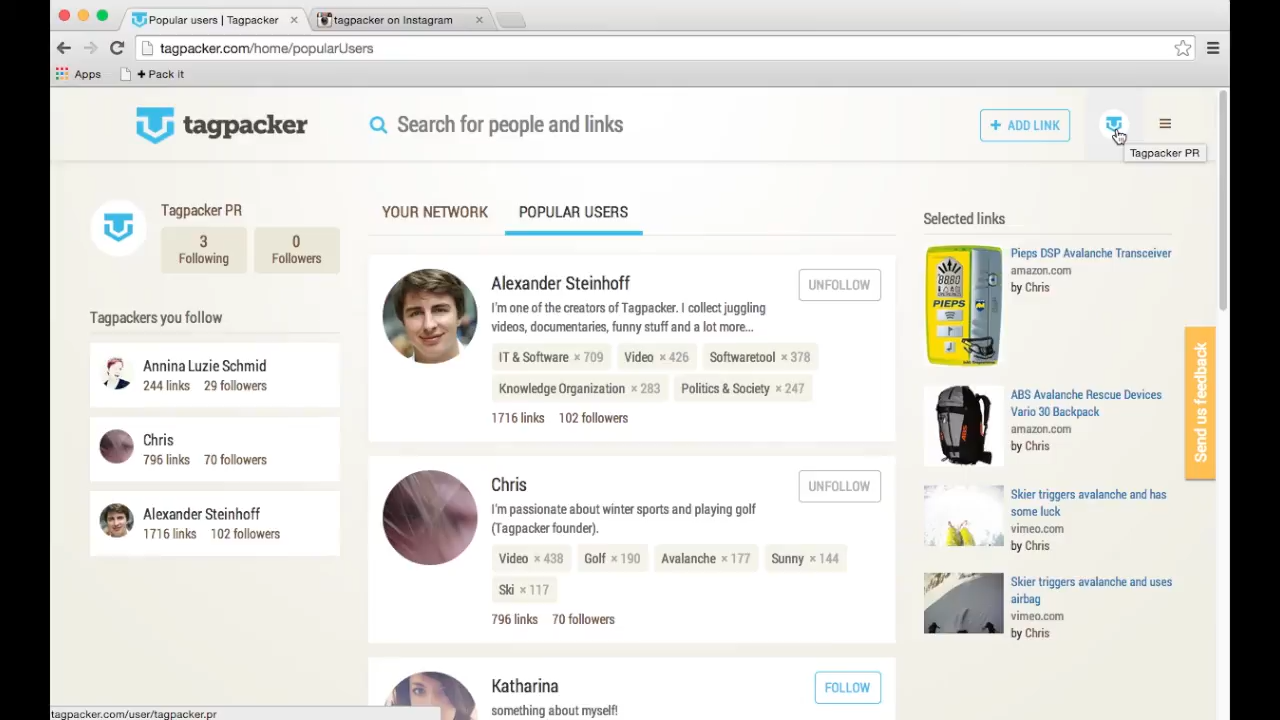 Popular users | Tagpacker
tagpacker on Instagram
tagpacker.com/home/popularUsers
Apps
+ Pack it
tagpacker
Search for people and links
+ ADD LINK
Tagpacker PR
Tagpacker PR
3
Following
0
Followers
Tagpackers you follow
Annina Luzie Schmid
244 links 29 followers
Chris
796 links 70 followers
Alexander Steinhoff
1716 links 102 followers
YOUR NETWORK
POPULAR USERS
Alexander Steinhoff
UNFOLLOW
I'm one of the creators of Tagpacker. I collect juggling
videos, documentaries, funny stuff and a lot more...
IT & Software × 709 Video × 426 Softwaretool × 378
Knowledge Organization × 283 Politics & Society × 247
1716 links 102 followers
Chris
UNFOLLOW
I'm passionate about winter sports and playing golf
(Tagpacker founder).
Video × 438 Golf × 190 Avalanche × 177 Sunny × 144
Ski × 117
796 links 70 followers
Katharina
FOLLOW
something about myself!
Selected links
PIEPS
Pieps DSP Avalanche Transceiver
amazon.com
by Chris
ABS Avalanche Rescue Devices
Vario 30 Backpack
amazon.com
by Chris
Skier triggers avalanche and has
some luck
vimeo.com
by Chris
Skier triggers avalanche and uses
airbag
vimeo.com
by Chris
Send us feedback
tagpacker.com/user/tagpacker.pr